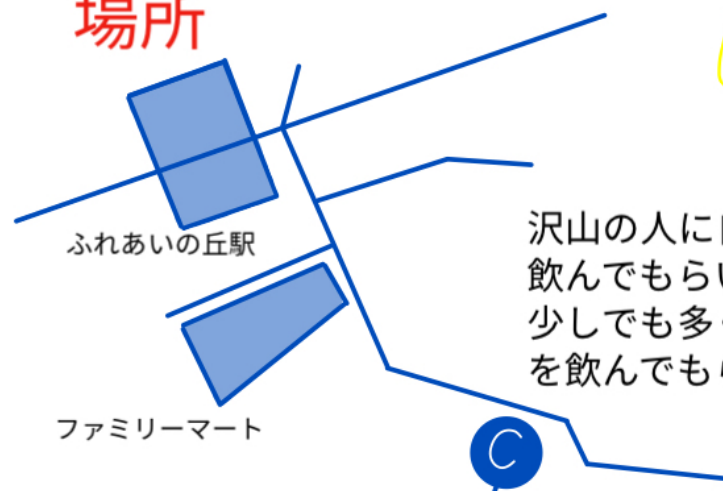 場所
ふれあいの丘駅
沢山の人に
飲んでもら
少しでも多
を飲んでも
ファミリーマート
C